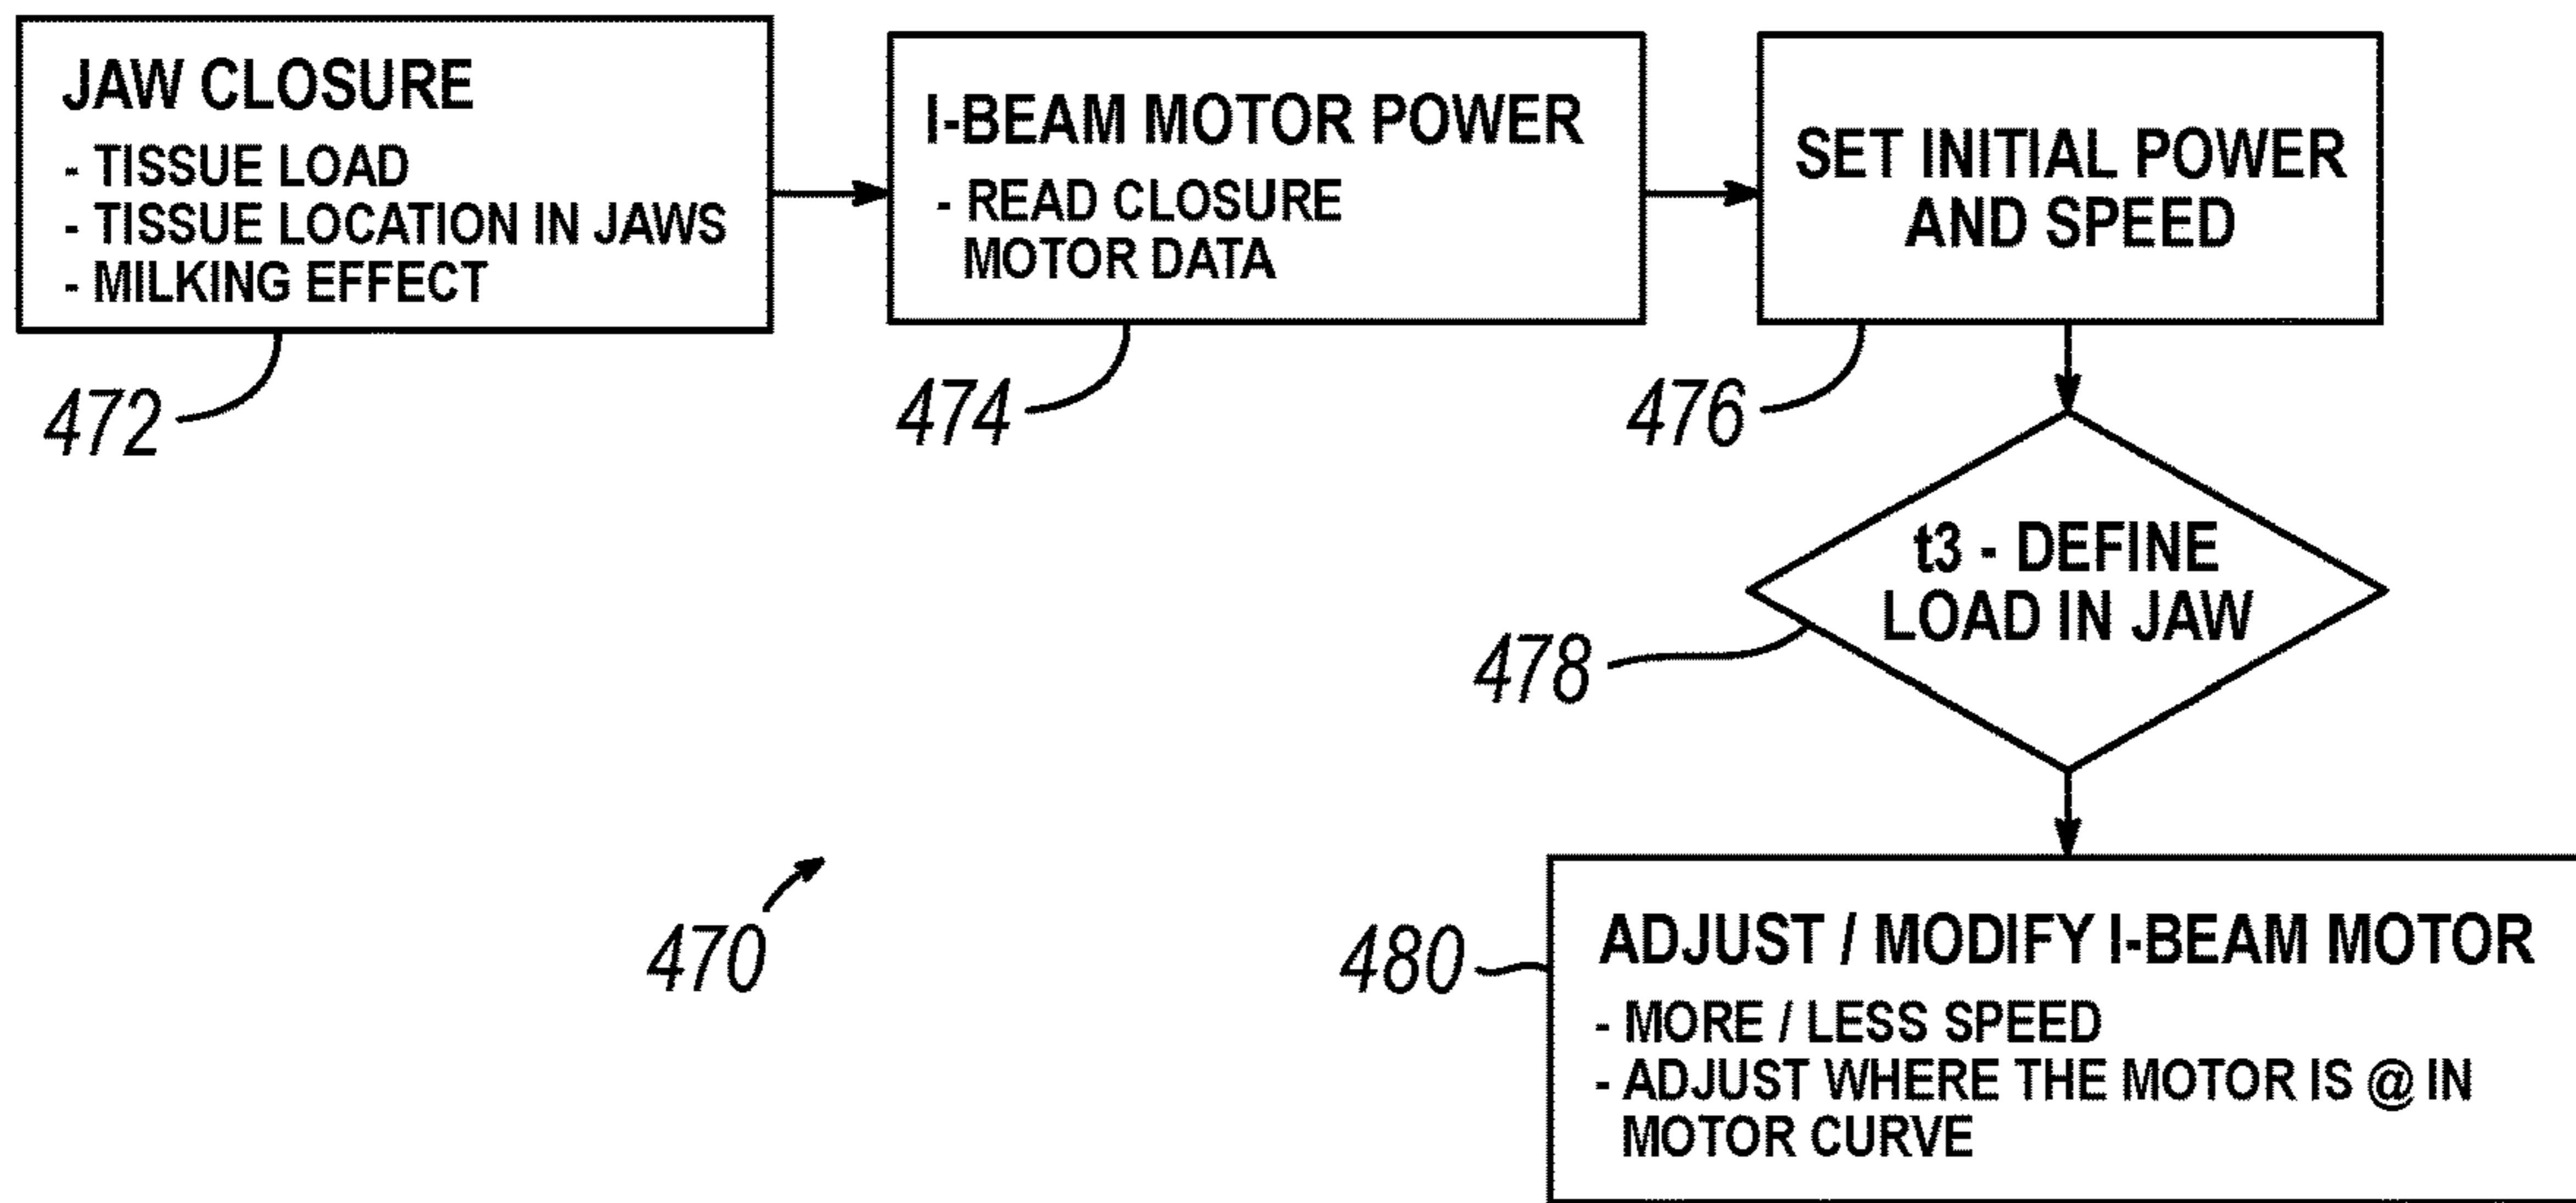 JAW CLOSURE
- TISSUE LOAD
- TISSUE LOCATION IN JAWS
- MILKING EFFECT
472
I-BEAM MOTOR POWER
- READ CLOSURE
MOTOR DATA
474
SET INITIAL POWER
AND SPEED
476
t3 - DEFINE
LOAD IN JAW
478
470
ADJUST / MODIFY I-BEAM MOTOR
- MORE / LESS SPEED
- ADJUST WHERE THE MOTOR IS @ IN
MOTOR CURVE
480